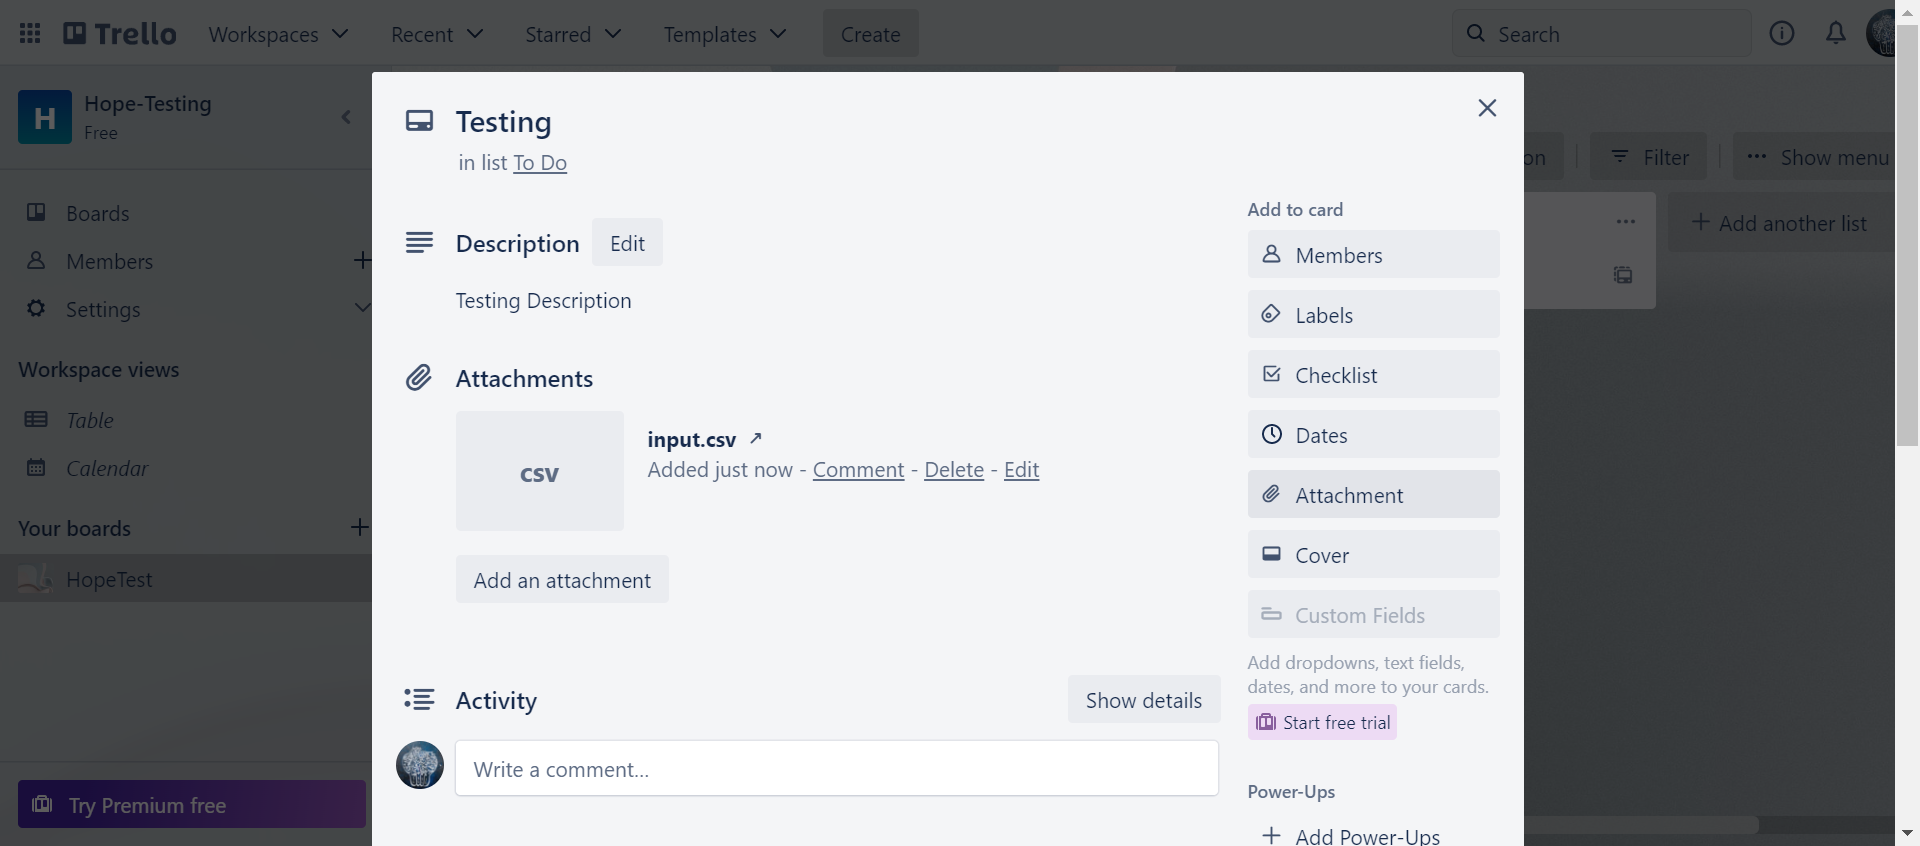 Trello
Workspaces
Recent
Starred
Templates
Create
Search
H
Hope-Testing
Free
Boards
Members
Settings
Workspace views
Table
Calendar
Your boards
HopeTest
Try Premium free
Testing
in list To Do
Description
Edit
Testing Description
Attachments
csv
input.csv
Added just now - Comment - Delete - Edit
Add an attachment
Activity
Show details
Write a comment…
Add to card
Members
Labels
Checklist
Dates
Attachment
Cover
Custom Fields
Add dropdowns, text fields,
dates, and more to your cards.
Start free trial
Power-Ups
Add Power-Ups
on
Filter
Show menu
Add another list